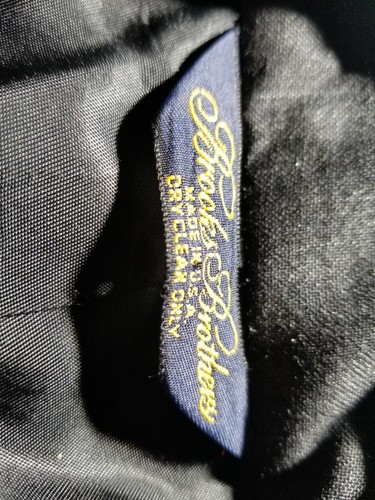 Brooks Brothers
MADE IN U.S.A.
DRY CLEAN ONLY